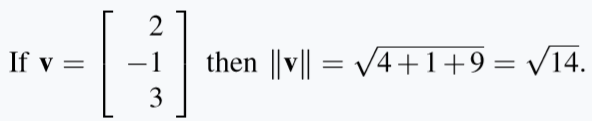 If v = [ 2 −1 3 ] then ‖v‖ = √4+1+9 = √14.